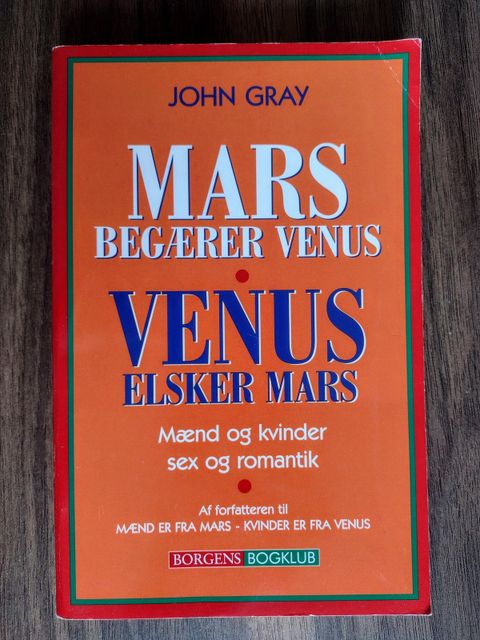 JOHN GRAY
MARS
BEGÆRER VENUS
VENUS
ELSKER MARS
Mænd og kvinder
sex og romantik
Af forfatteren til
MÆND ER FRA MARS - KVINDER ER FRA VENUS
BORGENS BOGKLUB